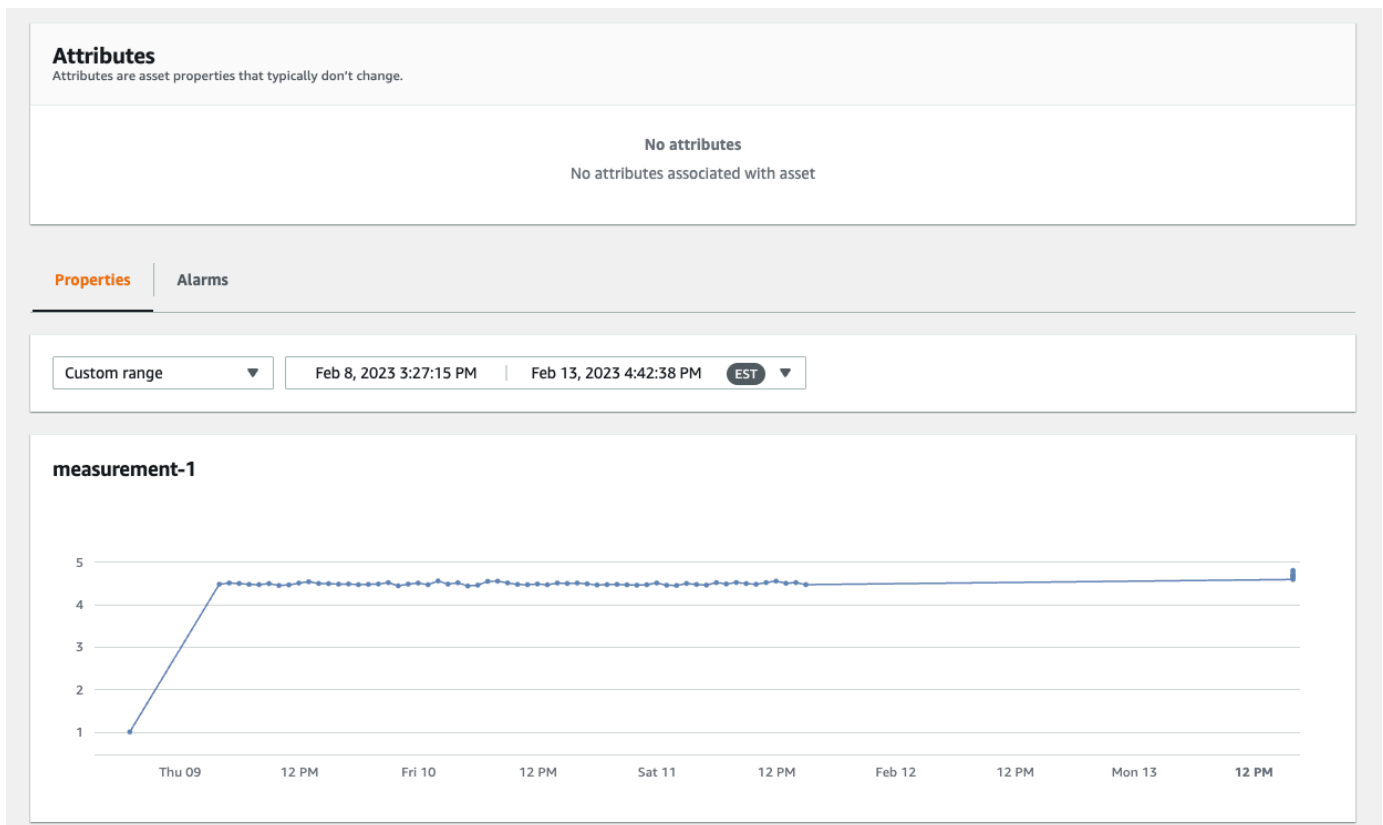 Attributes
Attributes are asset properties that typically don't change.
No attributes
No attributes associated with asset
Properties Alarms
Custom range Feb 8, 2023 3:27:15 PM Feb 13, 2023 4:42:38 PM EST
measurement-1
5
4
3
2
1
Thu 09 12 PM Fri 10 12 PM Sat 11 12 PM Feb 12 12 PM Mon 13 12 PM